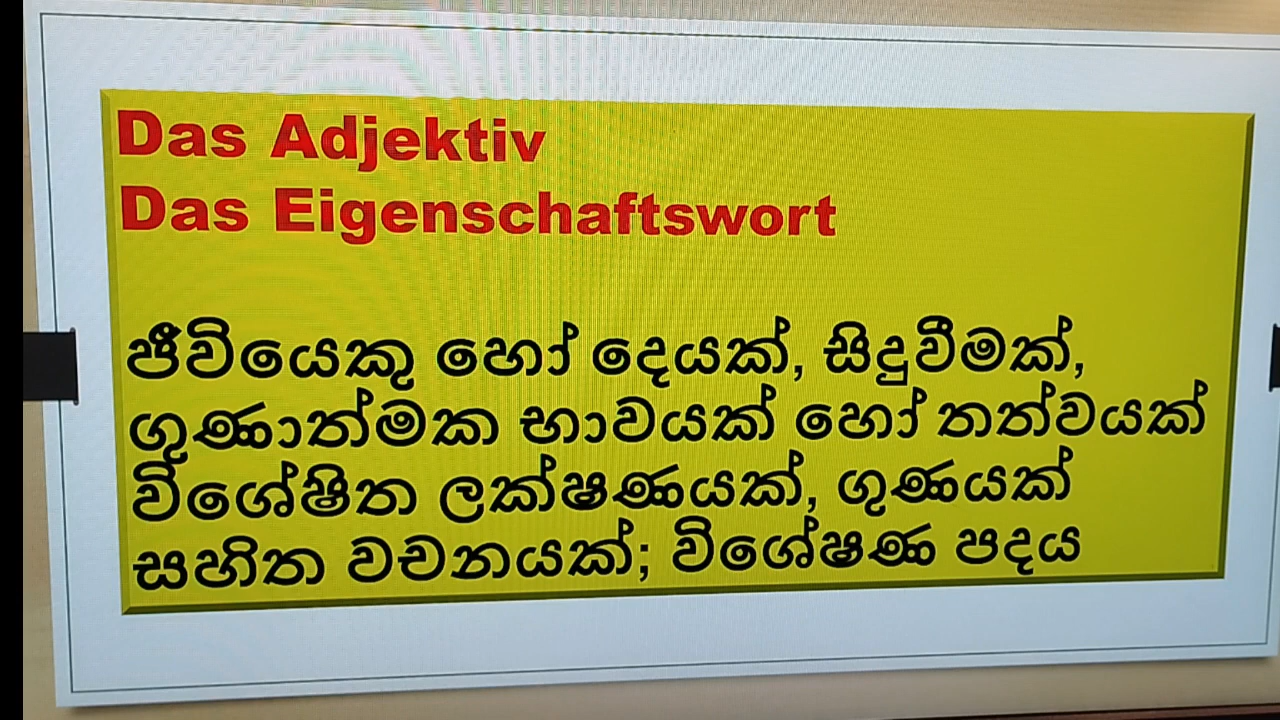 Das Adjektiv
Das Eigenschaftswort
ජීවියෙකු හෝ දෙයක්, සිදුවීමක්,
ගුණාත්මක භාවයක් හෝ තත්වයක්
විශේෂිත ලක්ෂණයක්, ගුණයක්
සහිත වචනයක්; විශේෂණ පදය